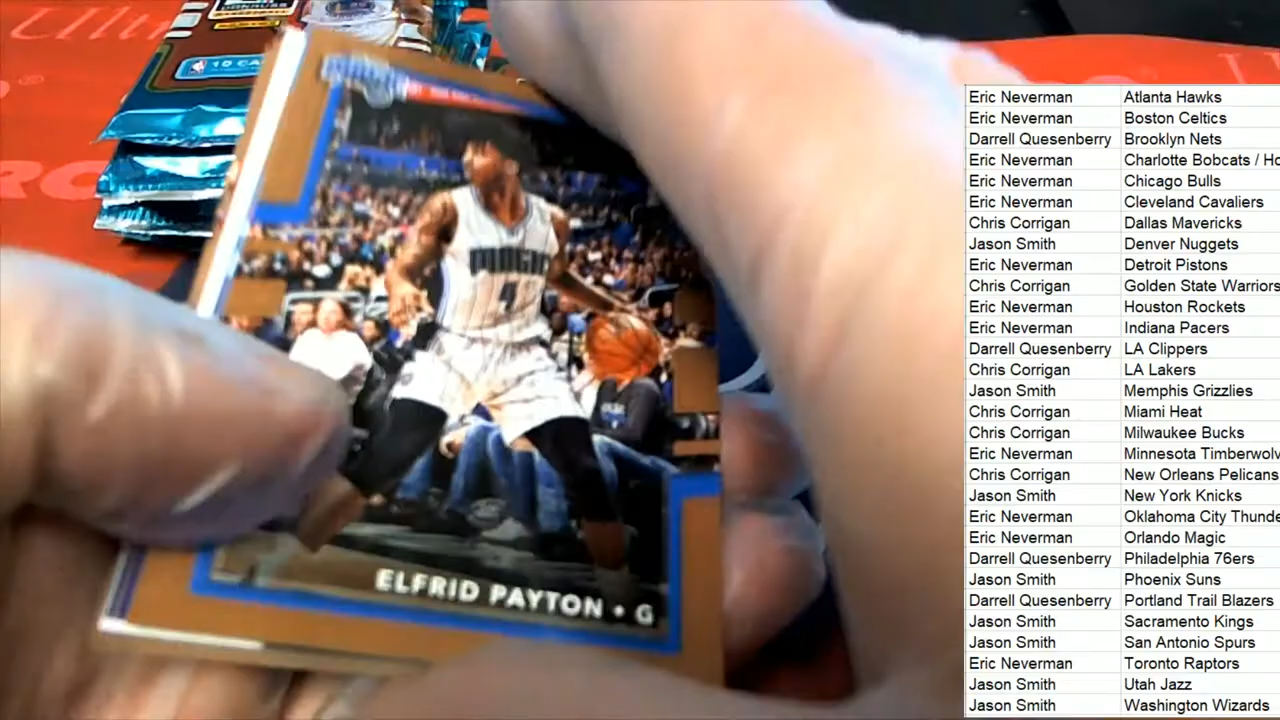 DONRUSS
10 CA
ELFRID PAYTON • G
MAGIC
Eric Neverman Atlanta Hawks
Eric Neverman Boston Celtics
Darrell Quesenberry Brooklyn Nets
Eric Neverman Charlotte Bobcats / Ho
Eric Neverman Chicago Bulls
Eric Neverman Cleveland Cavaliers
Chris Corrigan Dallas Mavericks
Jason Smith Denver Nuggets
Eric Neverman Detroit Pistons
Chris Corrigan Golden State Warriors
Eric Neverman Houston Rockets
Eric Neverman Indiana Pacers
Darrell Quesenberry LA Clippers
Chris Corrigan LA Lakers
Jason Smith Memphis Grizzlies
Chris Corrigan Miami Heat
Chris Corrigan Milwaukee Bucks
Eric Neverman Minnesota Timberwolv
Chris Corrigan New Orleans Pelicans
Jason Smith New York Knicks
Eric Neverman Oklahoma City Thunde
Eric Neverman Orlando Magic
Darrell Quesenberry Philadelphia 76ers
Jason Smith Phoenix Suns
Darrell Quesenberry Portland Trail Blazers
Jason Smith Sacramento Kings
Jason Smith San Antonio Spurs
Eric Neverman Toronto Raptors
Jason Smith Utah Jazz
Jason Smith Washington Wizards